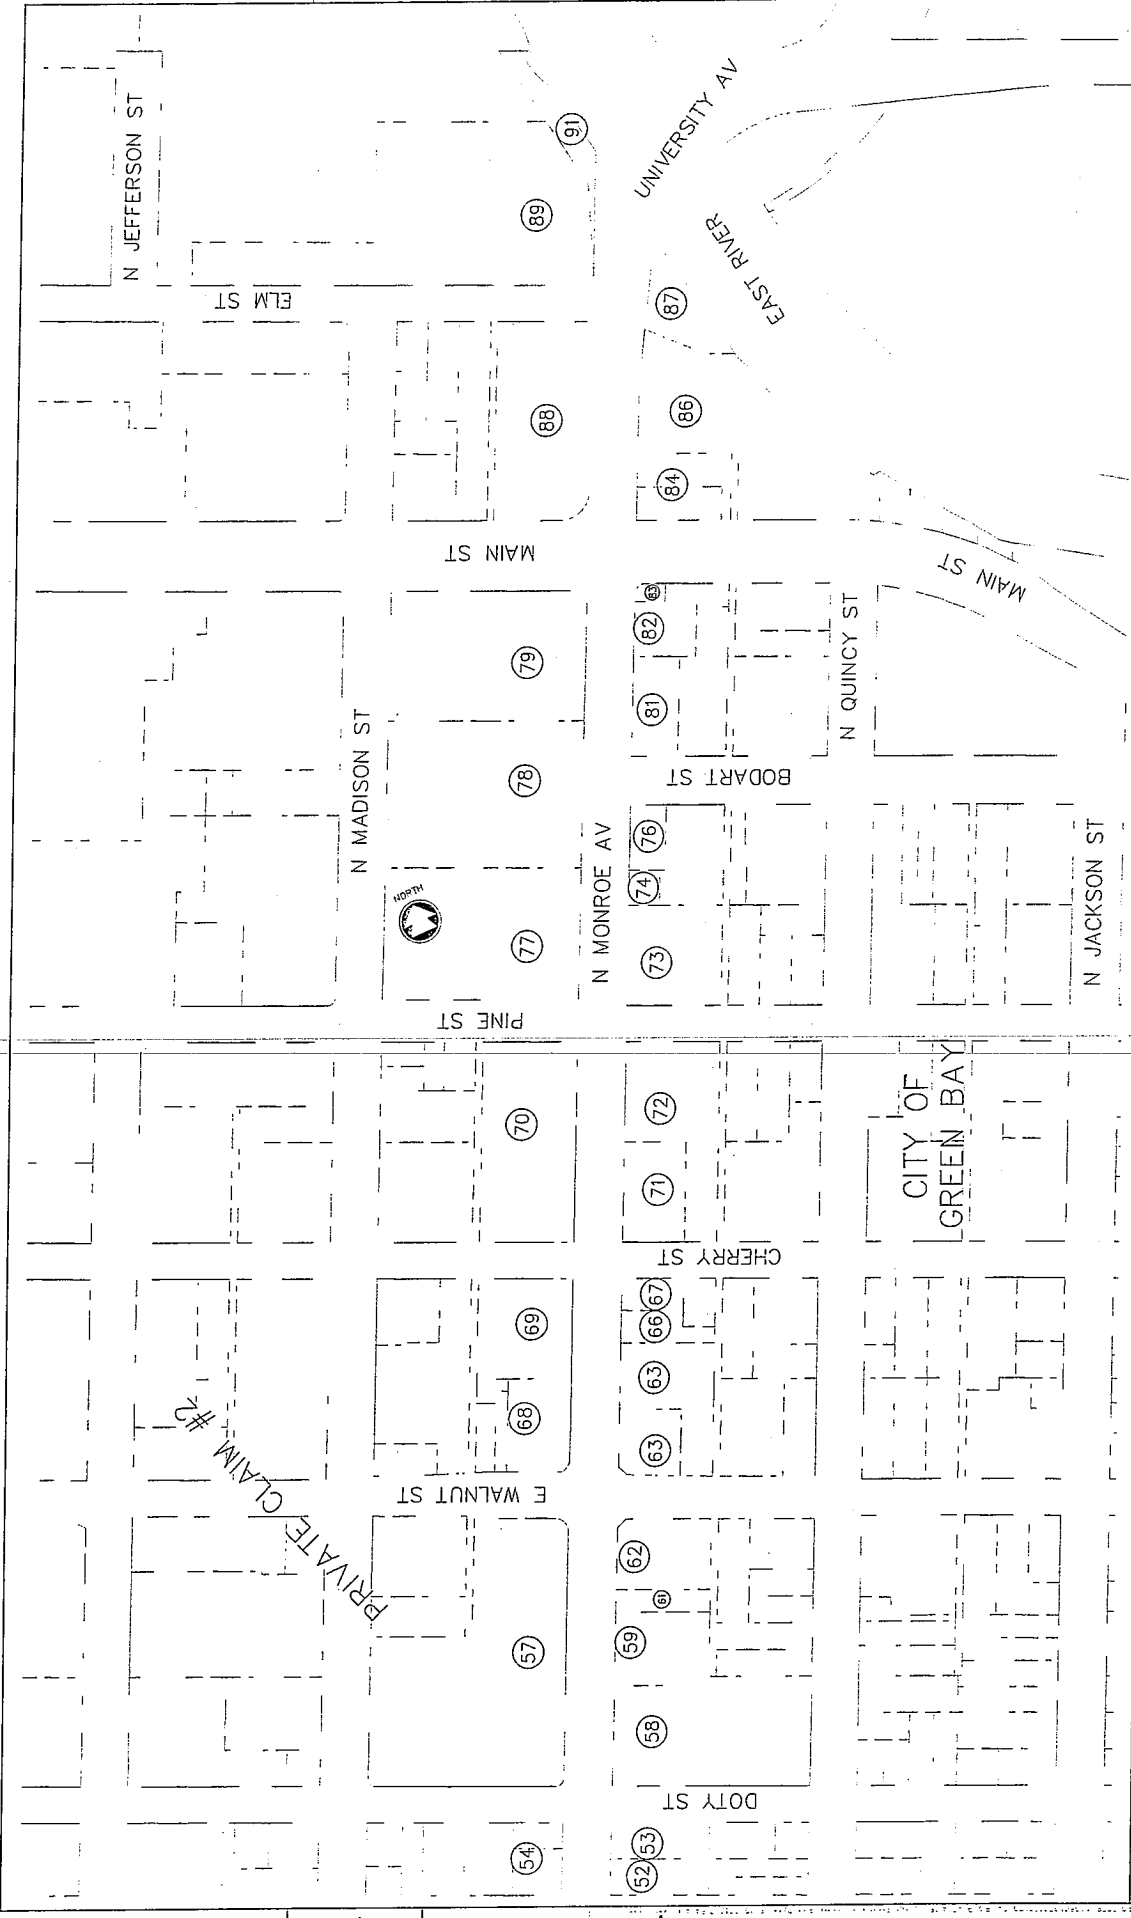 N JEFFERSON ST
UNIVERSITY AV
91
89
EAST RIVER
87
ELM ST
88
86
84
MAIN ST
MAIN ST
83
82
79
81
N QUINCY ST
N MADISON ST
78
BODART ST
76
74
N MONROE AV
NORTH
77
73
N JACKSON ST
PINE ST
70
72
71
CITY OF
GREEN BAY
CHERRY ST
67
66
69
63
68
63
PRIVATE CLAIM #2
E WALNUT ST
62
61
59
57
58
DOTY ST
54
53
52